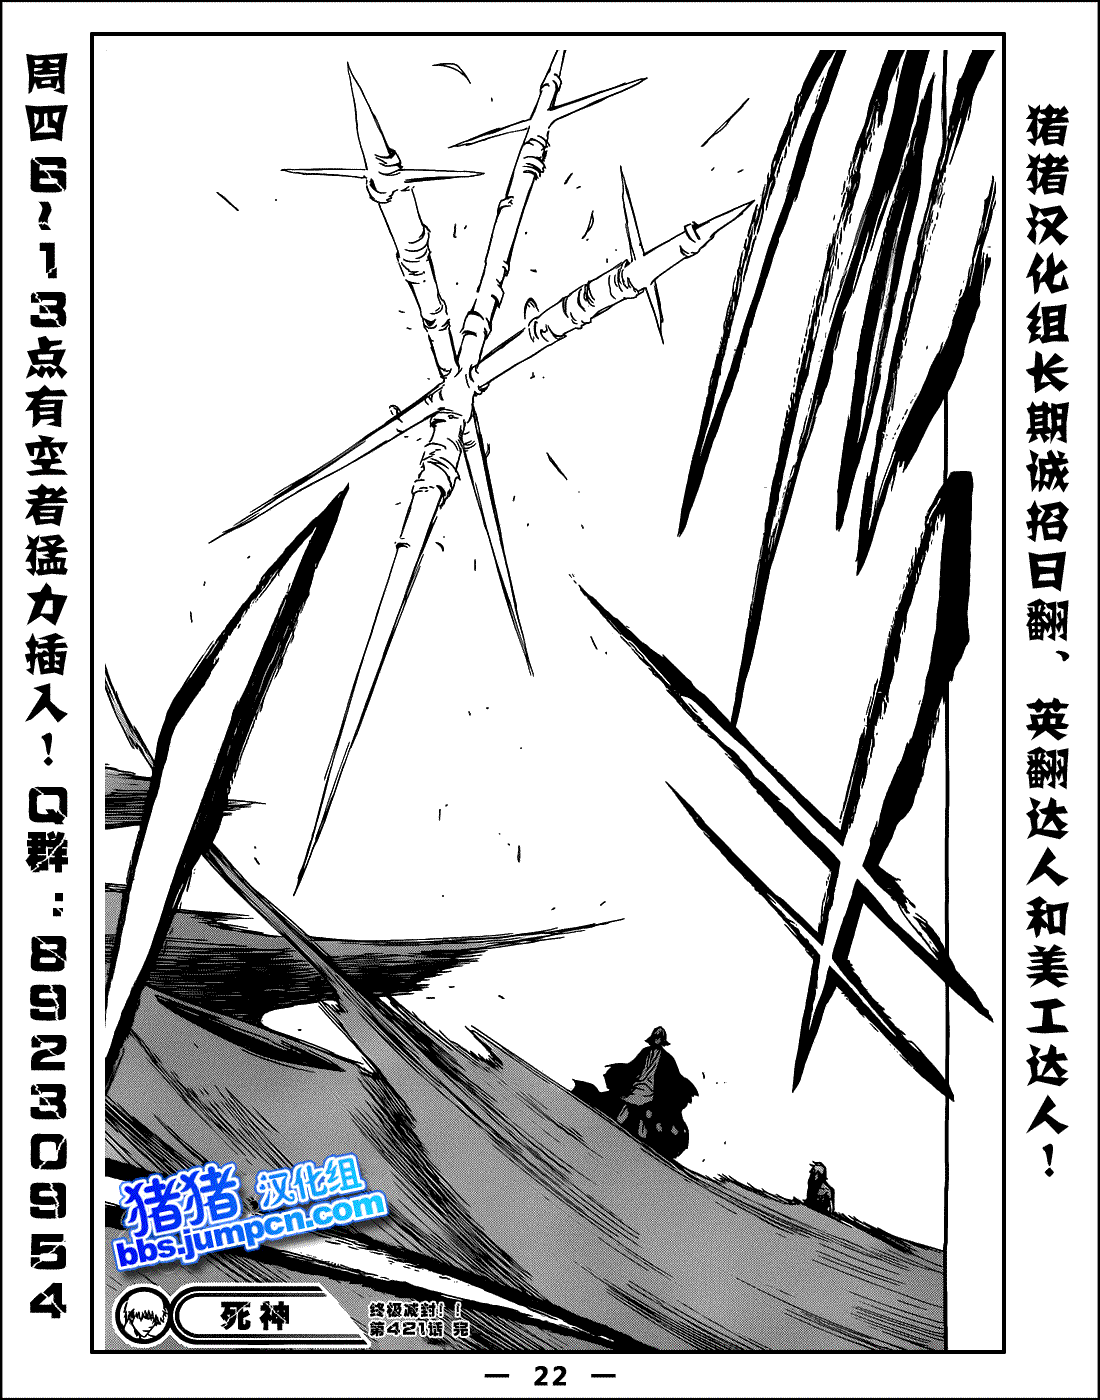 猪猪汉化组长期诚招日翻、英翻达人和美工达人!
周四6~13点有空者猛力插入!Q群:892309954
猪猪汉化组
bbs.jumpcn.com
死神
终极减封!!
第421话 完
— 22 —